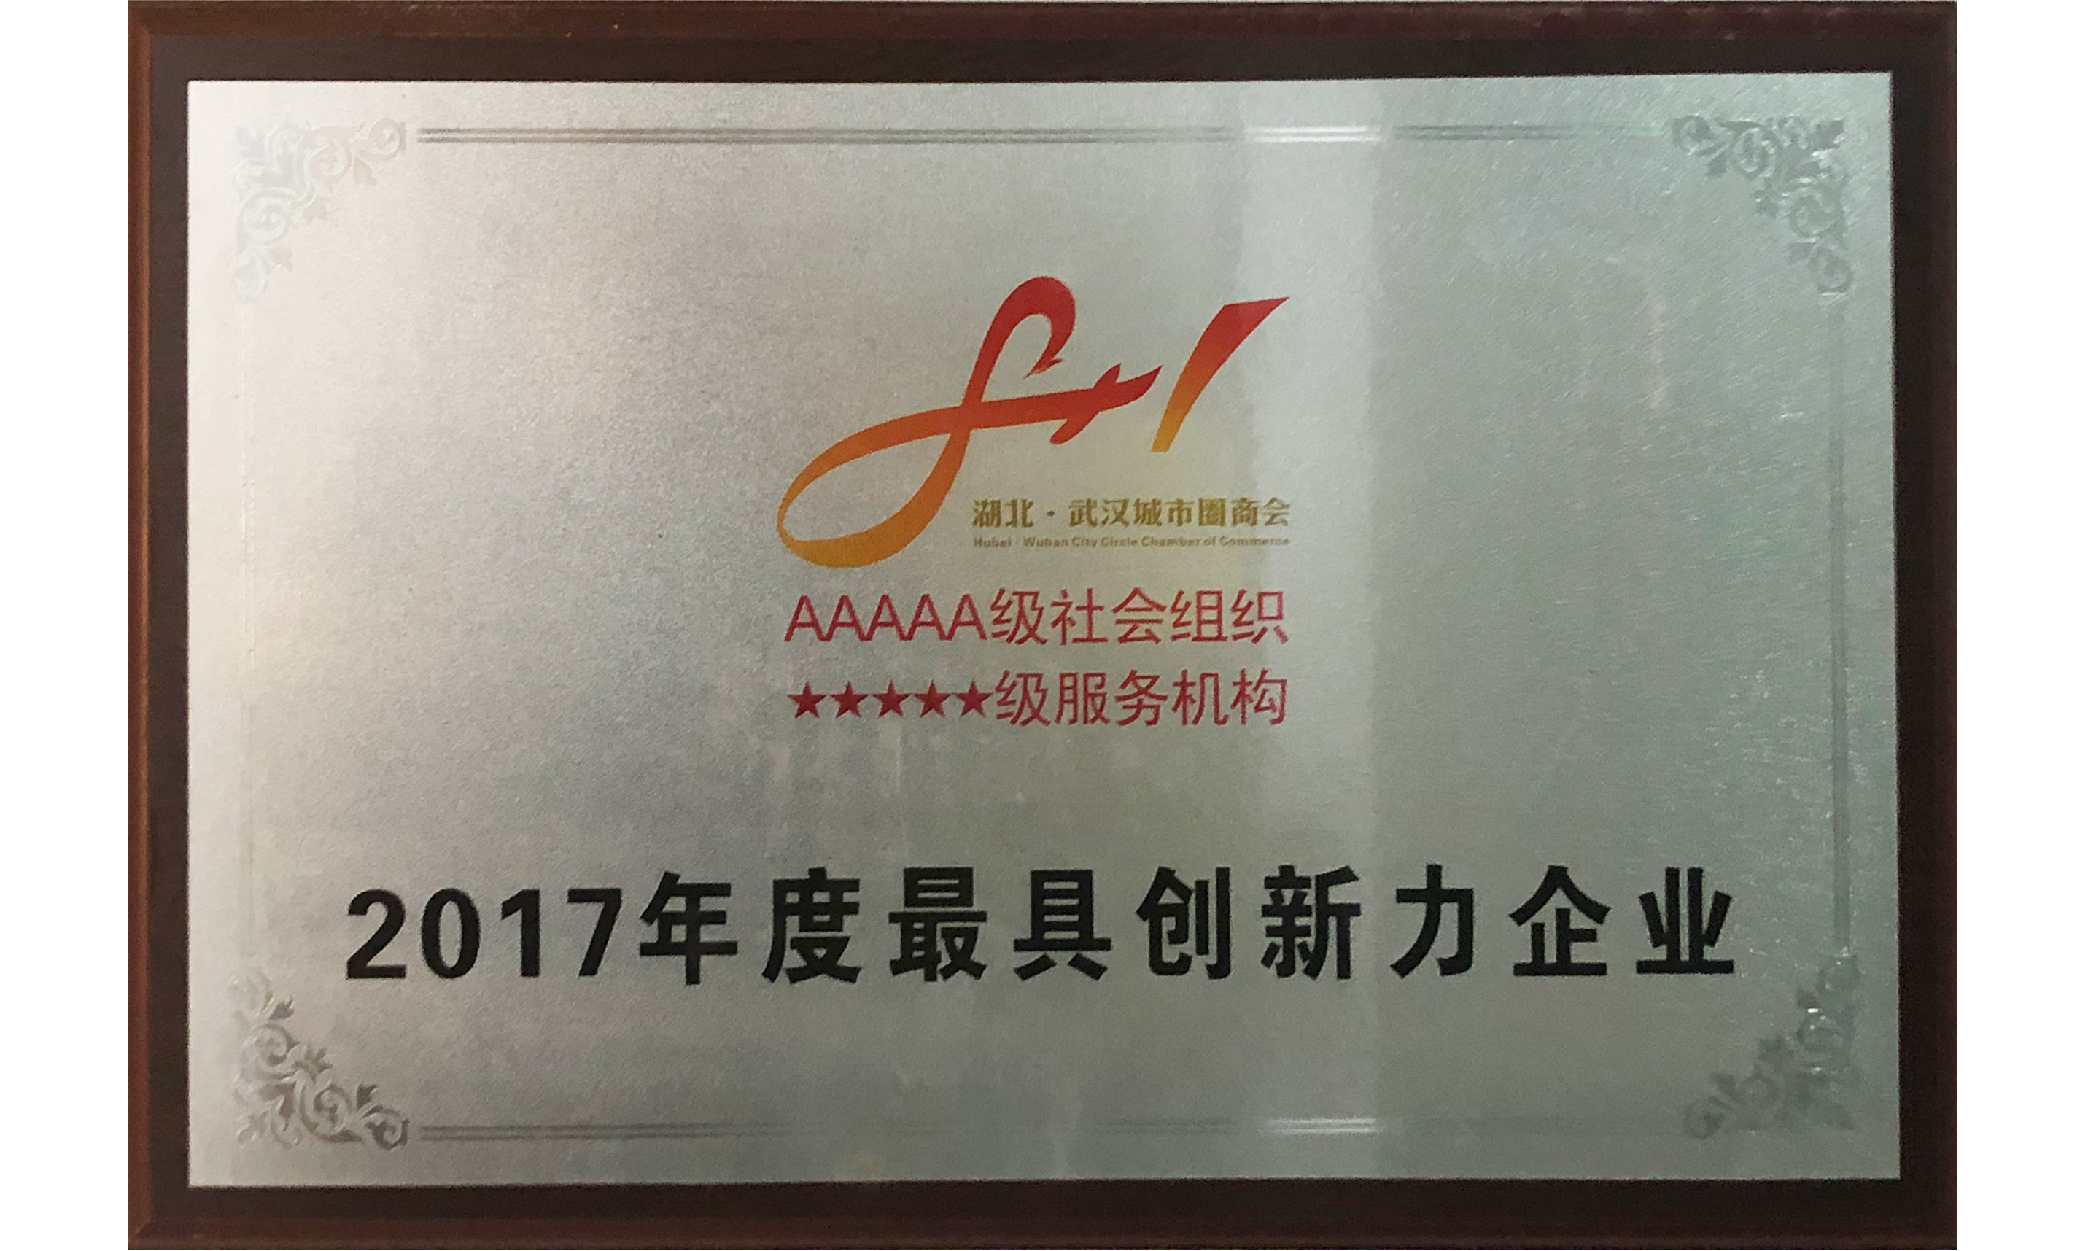 8+1
湖北·武汉城市圈商会
Hubei·Wuhan City Circle Chamber of Commerce
AAAAA级社会组织
★★★★★级服务机构
2017年度最具创新力企业